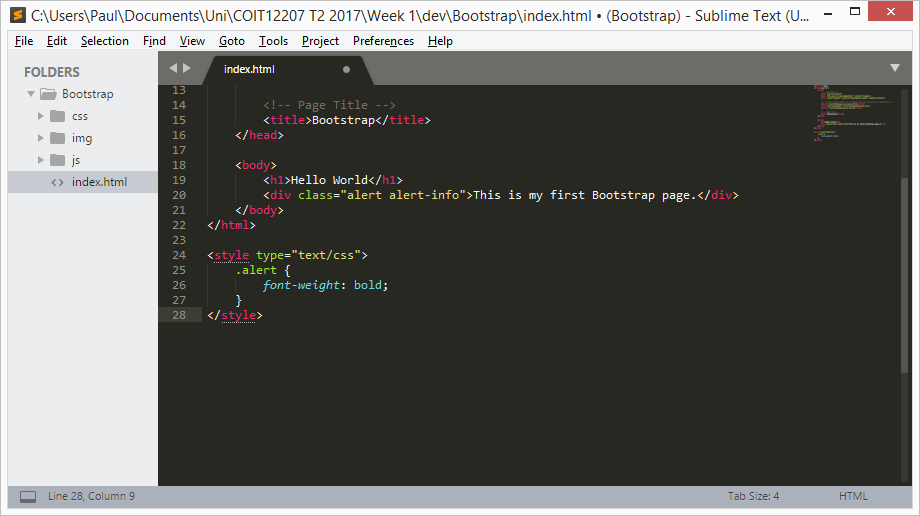 C:\Users\Paul\Documents\Uni\COIT12207 T2 2017\Week 1\dev\Bootstrap\index.html • (Bootstrap) - Sublime Text (U...
File Edit Selection Find View Goto Tools Project Preferences Help
FOLDERS
Bootstrap
css
img
js
<> index.html
index.html
13
14 <!-- Page Title -->
15 <title>Bootstrap</title>
16 </head>
17
18 <body>
19 <h1>Hello World</h1>
20 <div class="alert alert-info">This is my first Bootstrap page.</div>
21 </body>
22 </html>
23
24 <style type="text/css">
25 .alert {
26 font-weight: bold;
27 }
28 </style>
Line 28, Column 9 Tab Size: 4 HTML